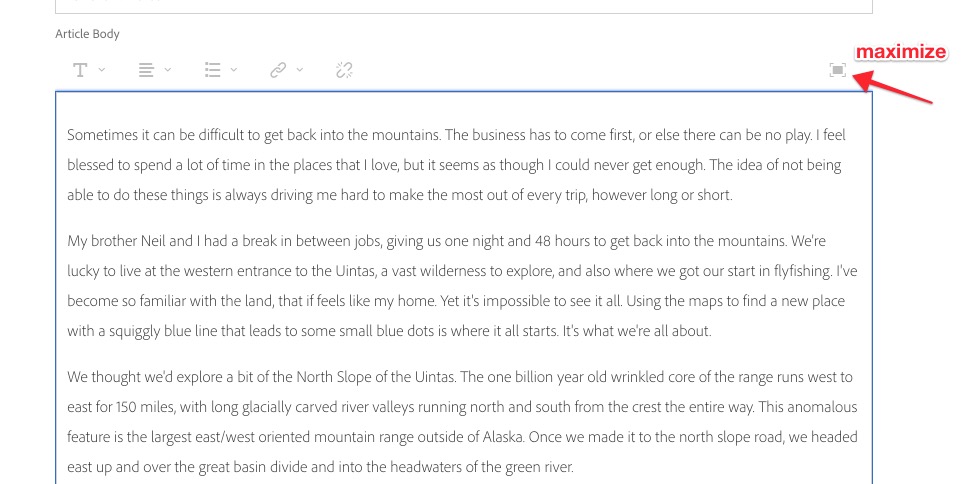 Article Body
maximize
Sometimes it can be difficult to get back into the mountains. The business has to come first, or else there can be no play. I feel
blessed to spend a lot of time in the places that I love, but it seems as though I could never get enough. The idea of not being
able to do these things is always driving me hard to make the most out of every trip, however long or short.
My brother Neil and I had a break in between jobs, giving us one night and 48 hours to get back into the mountains. We're
lucky to live at the western entrance to the Uintas, a vast wilderness to explore, and also where we got our start in flyfishing. I've
become so familiar with the land, that if feels like my home. Yet it's impossible to see it all. Using the maps to find a new place
with a squiggly blue line that leads to some small blue dots is where it all starts. It's what we're all about.
We thought we'd explore a bit of the North Slope of the Uintas. The one billion year old wrinkled core of the range runs west to
east for 150 miles, with long glacially carved river valleys running north and south from the crest the entire way. This anomalous
feature is the largest east/west oriented mountain range outside of Alaska. Once we made it to the north slope road, we headed
east up and over the great basin divide and into the headwaters of the green river.